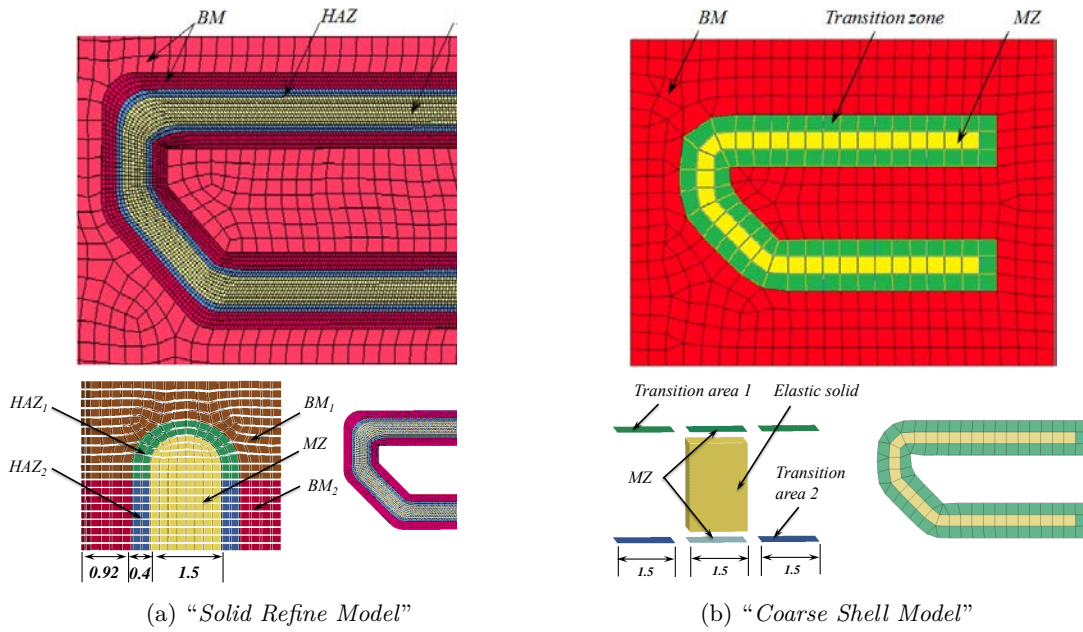 BM
HAZ
BM
Transition zone
MZ
HAZ1
HAZ2
BM1
MZ
BM2
0.92
0.4
1.5
Transition area 1
Elastic solid
MZ
Transition
area 2
1.5
1.5
1.5
(a) “Solid Refine Model”
(b) “Coarse Shell Model”